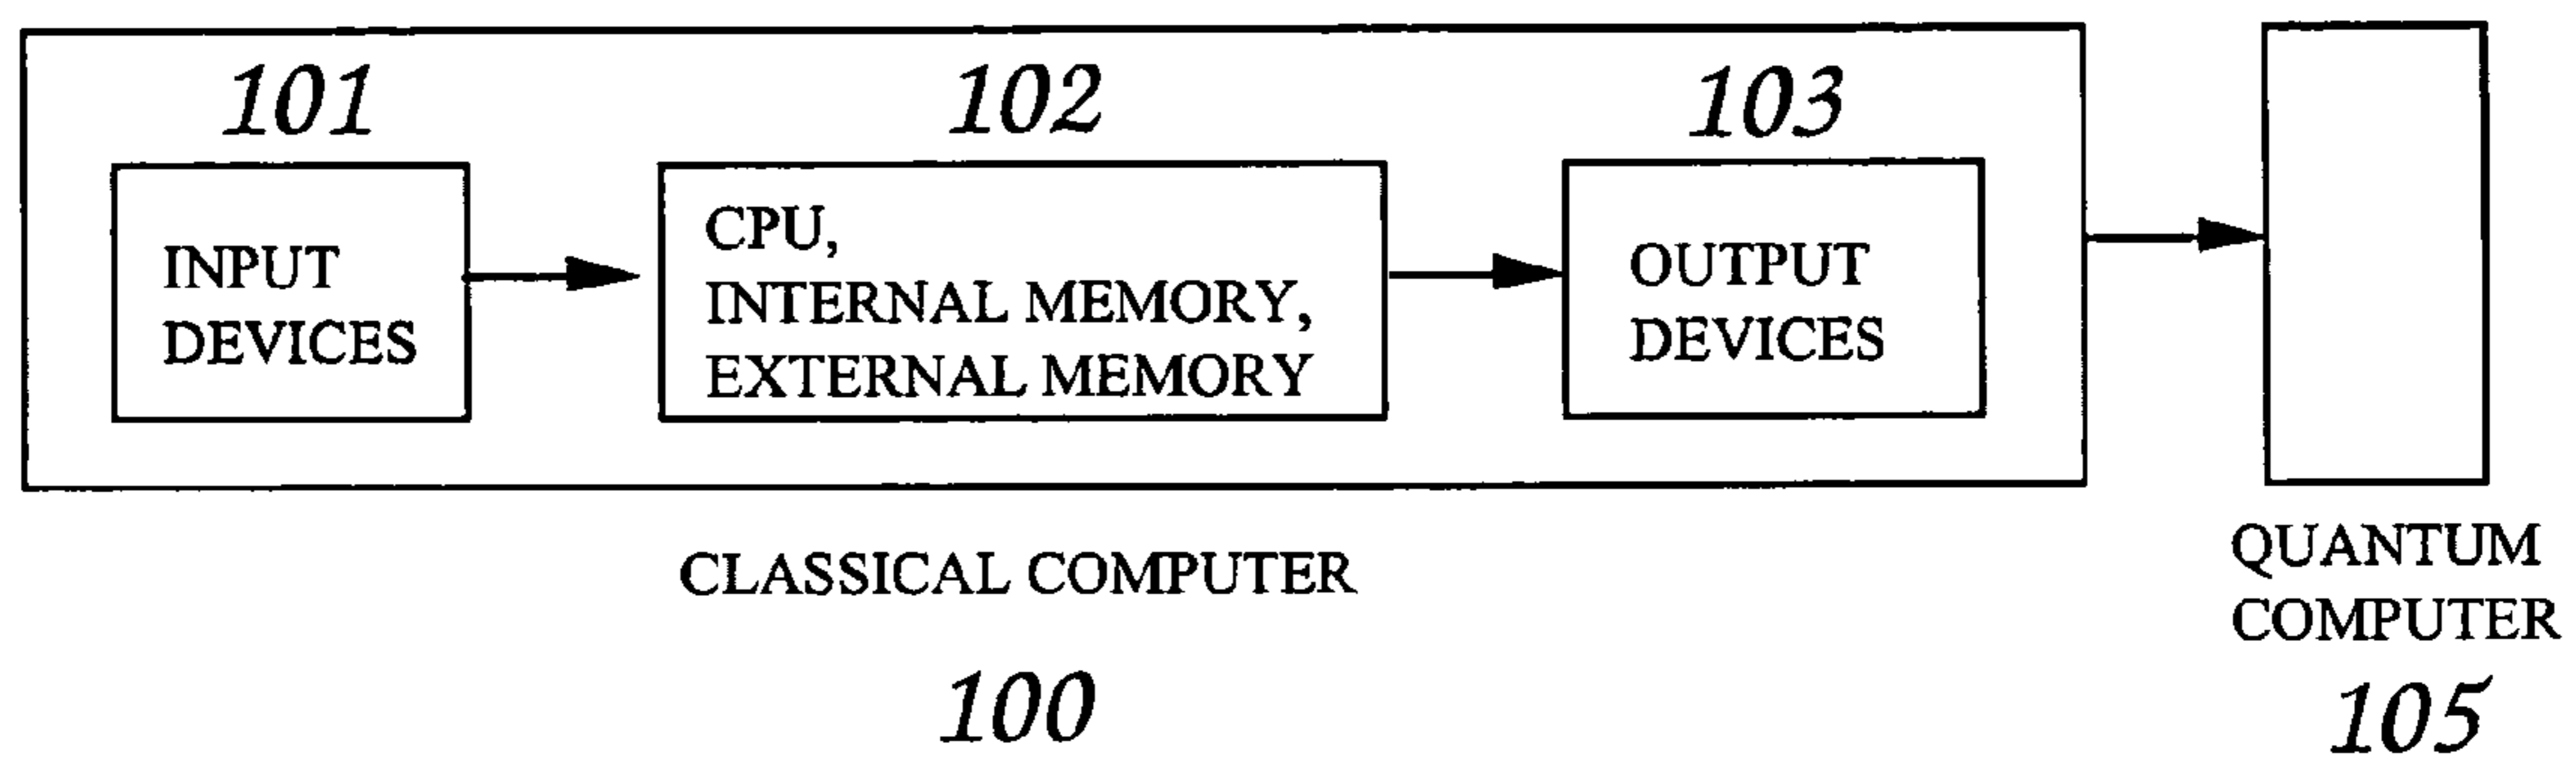 101
102
103
INPUT
DEVICES
CPU,
INTERNAL MEMORY,
EXTERNAL MEMORY
OUTPUT
DEVICES
CLASSICAL COMPUTER
100
QUANTUM
COMPUTER
105